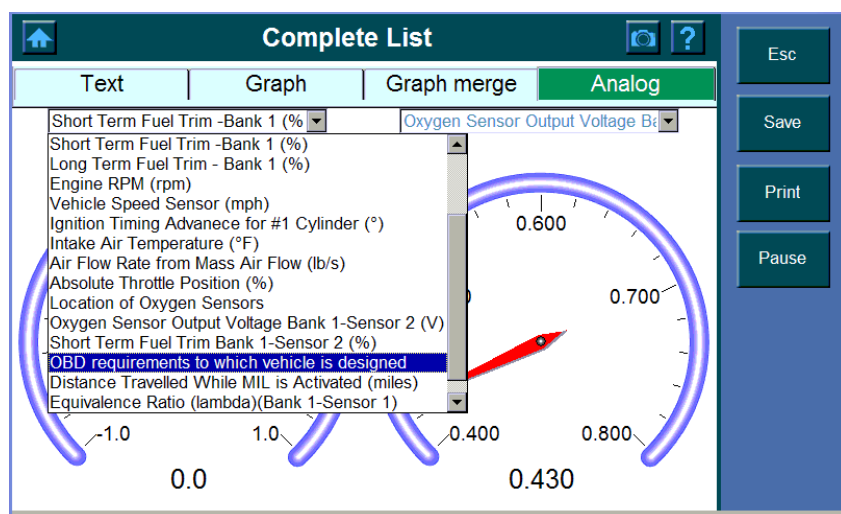 Complete List
?
Esc
Text
Graph
Graph merge
Analog
Short Term Fuel Trim -Bank 1 (%
Oxygen Sensor Output Voltage Ba
Save
Short Term Fuel Trim -Bank 1 (%)
Long Term Fuel Trim - Bank 1 (%)
Engine RPM (rpm)
Vehicle Speed Sensor (mph)
Ignition Timing Advanece for #1 Cylinder (°)
Intake Air Temperature (°F)
Air Flow Rate from Mass Air Flow (lb/s)
Absolute Throttle Position (%)
Location of Oxygen Sensors
Oxygen Sensor Output Voltage Bank 1-Sensor 2 (V)
Short Term Fuel Trim Bank 1-Sensor 2 (%)
OBD requirements to which vehicle is designed
Distance Travelled While MIL is Activated (miles)
Equivalence Ratio (lambda)(Bank 1-Sensor 1)
Print
Pause
0.600
0.700
-1.0
1.0
0.400
0.800
0.0
0.430